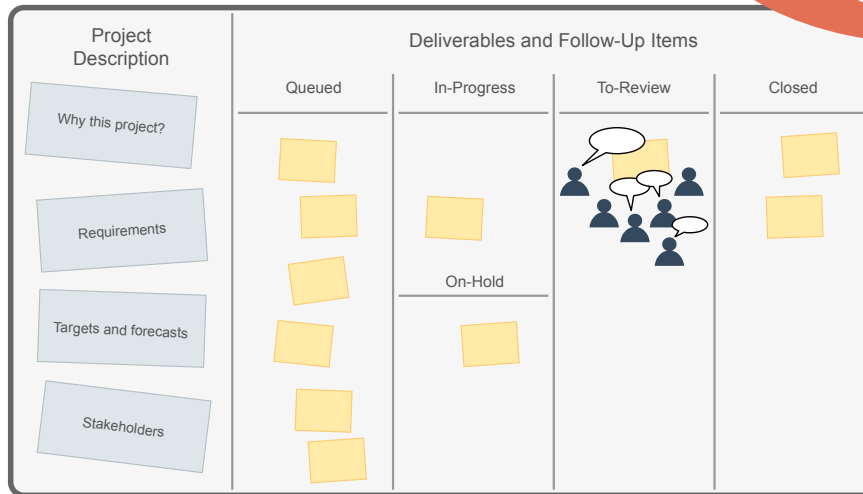 Project
Description
Deliverables and Follow-Up Items
Queued
In-Progress
To-Review
Closed
Why this project?
Requirements
On-Hold
Targets and forecasts
Stakeholders